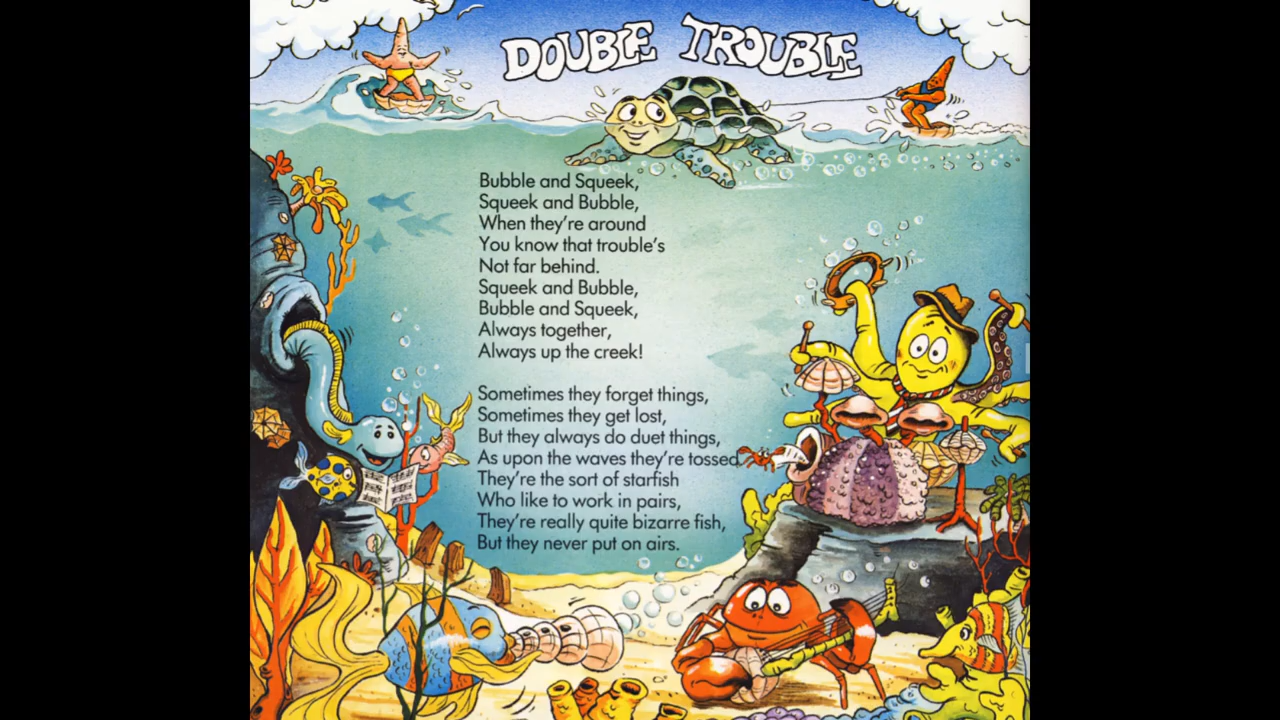 DOUBLE TROUBLE
Bubble and Squeek,
Squeek and Bubble,
When they're around
You know that trouble's
Not far behind.
Squeek and Bubble,
Bubble and Squeek,
Always together,
Always up the creek!
Sometimes they forget things,
Sometimes they get lost,
But they always do duet things,
As upon the waves they're tossed
They're the sort of starfish
Who like to work in pairs,
They're really quite bizarre fish,
But they never put on airs.